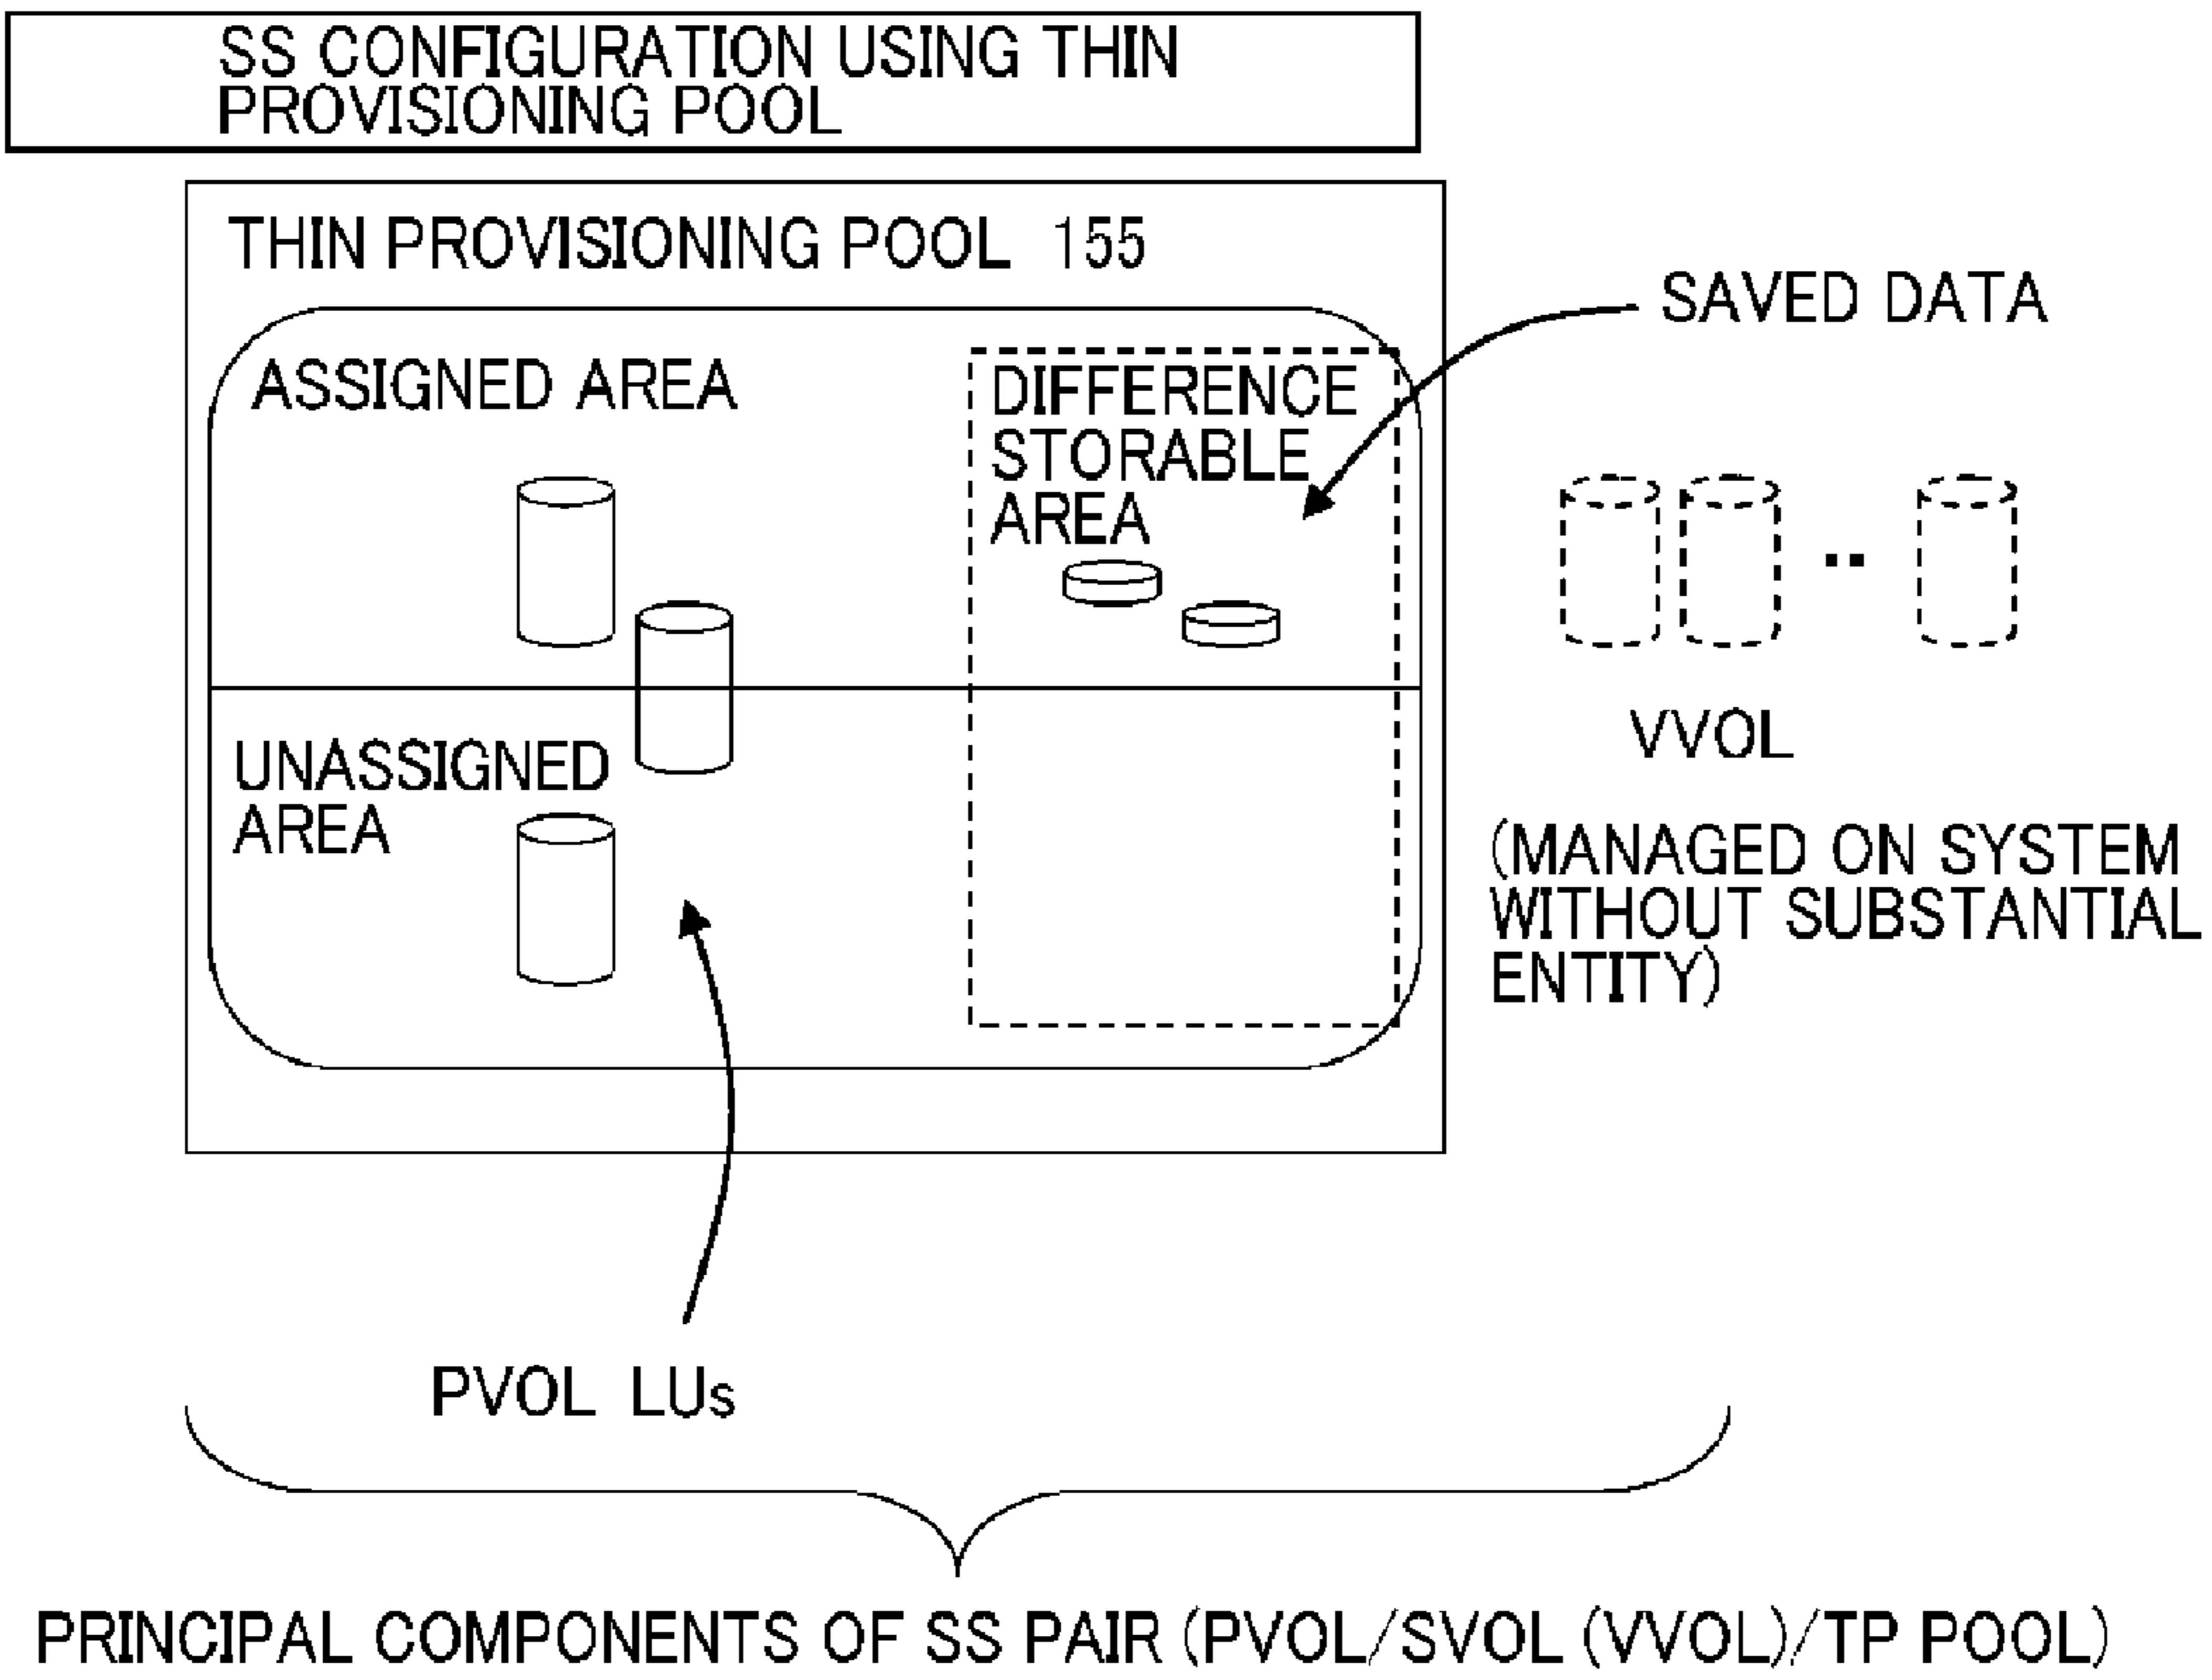 SS CONFIGURATION USING THIN
PROVISIONING POOL
THIN PROVISIONING POOL 155
SAVED DATA
ASSIGNED AREA
DIFFERENCE
STORABLE
AREA
UNASSIGNED
AREA
VVOL
(MANAGED ON SYSTEM
WITHOUT SUBSTANTIAL
ENTITY)
PVOL LUs
PRINCIPAL COMPONENTS OF SS PAIR (PVOL/SVOL (VVOL)/TP POOL)